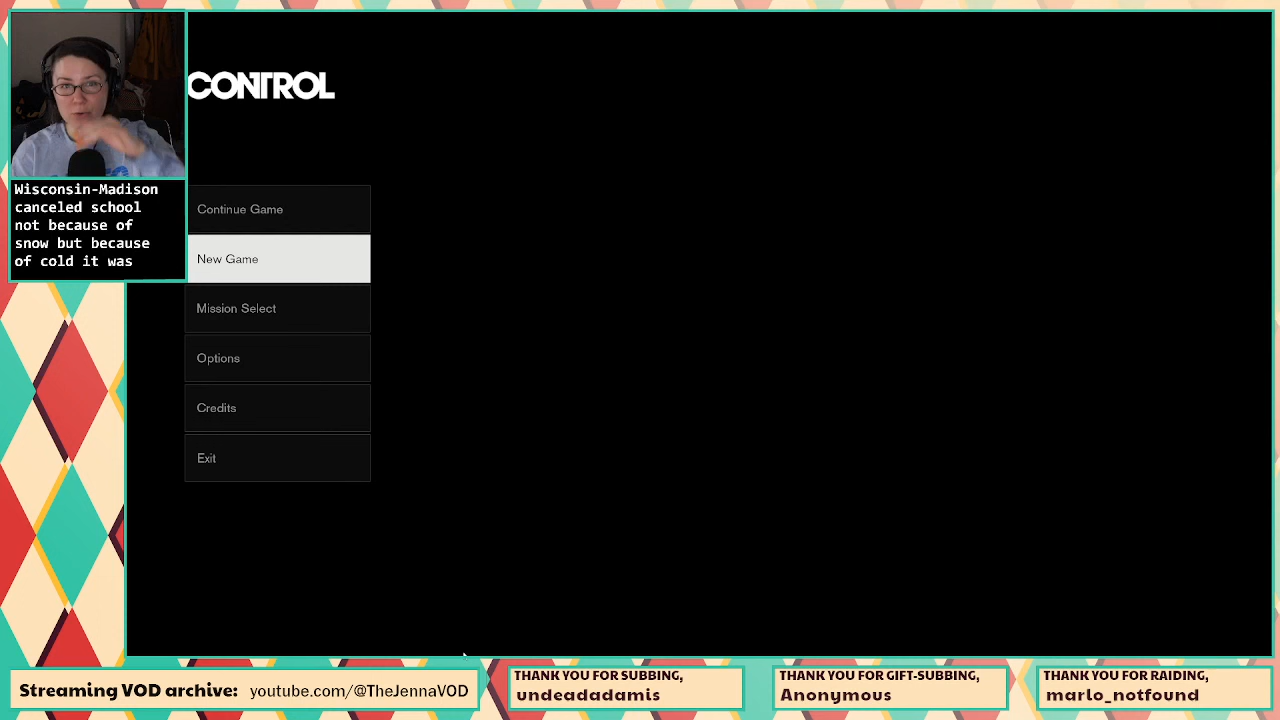 CONTROL
Wisconsin-Madison
canceled school
not because of
snow but because
of cold it was
Continue Game
New Game
Mission Select
Options
Credits
Exit
Streaming VOD archive: youtube.com/@TheJennaVOD
THANK YOU FOR SUBBING,
undeadadamis
THANK YOU FOR GIFT-SUBBING,
Anonymous
THANK YOU FOR RAIDING,
marlo_notfound